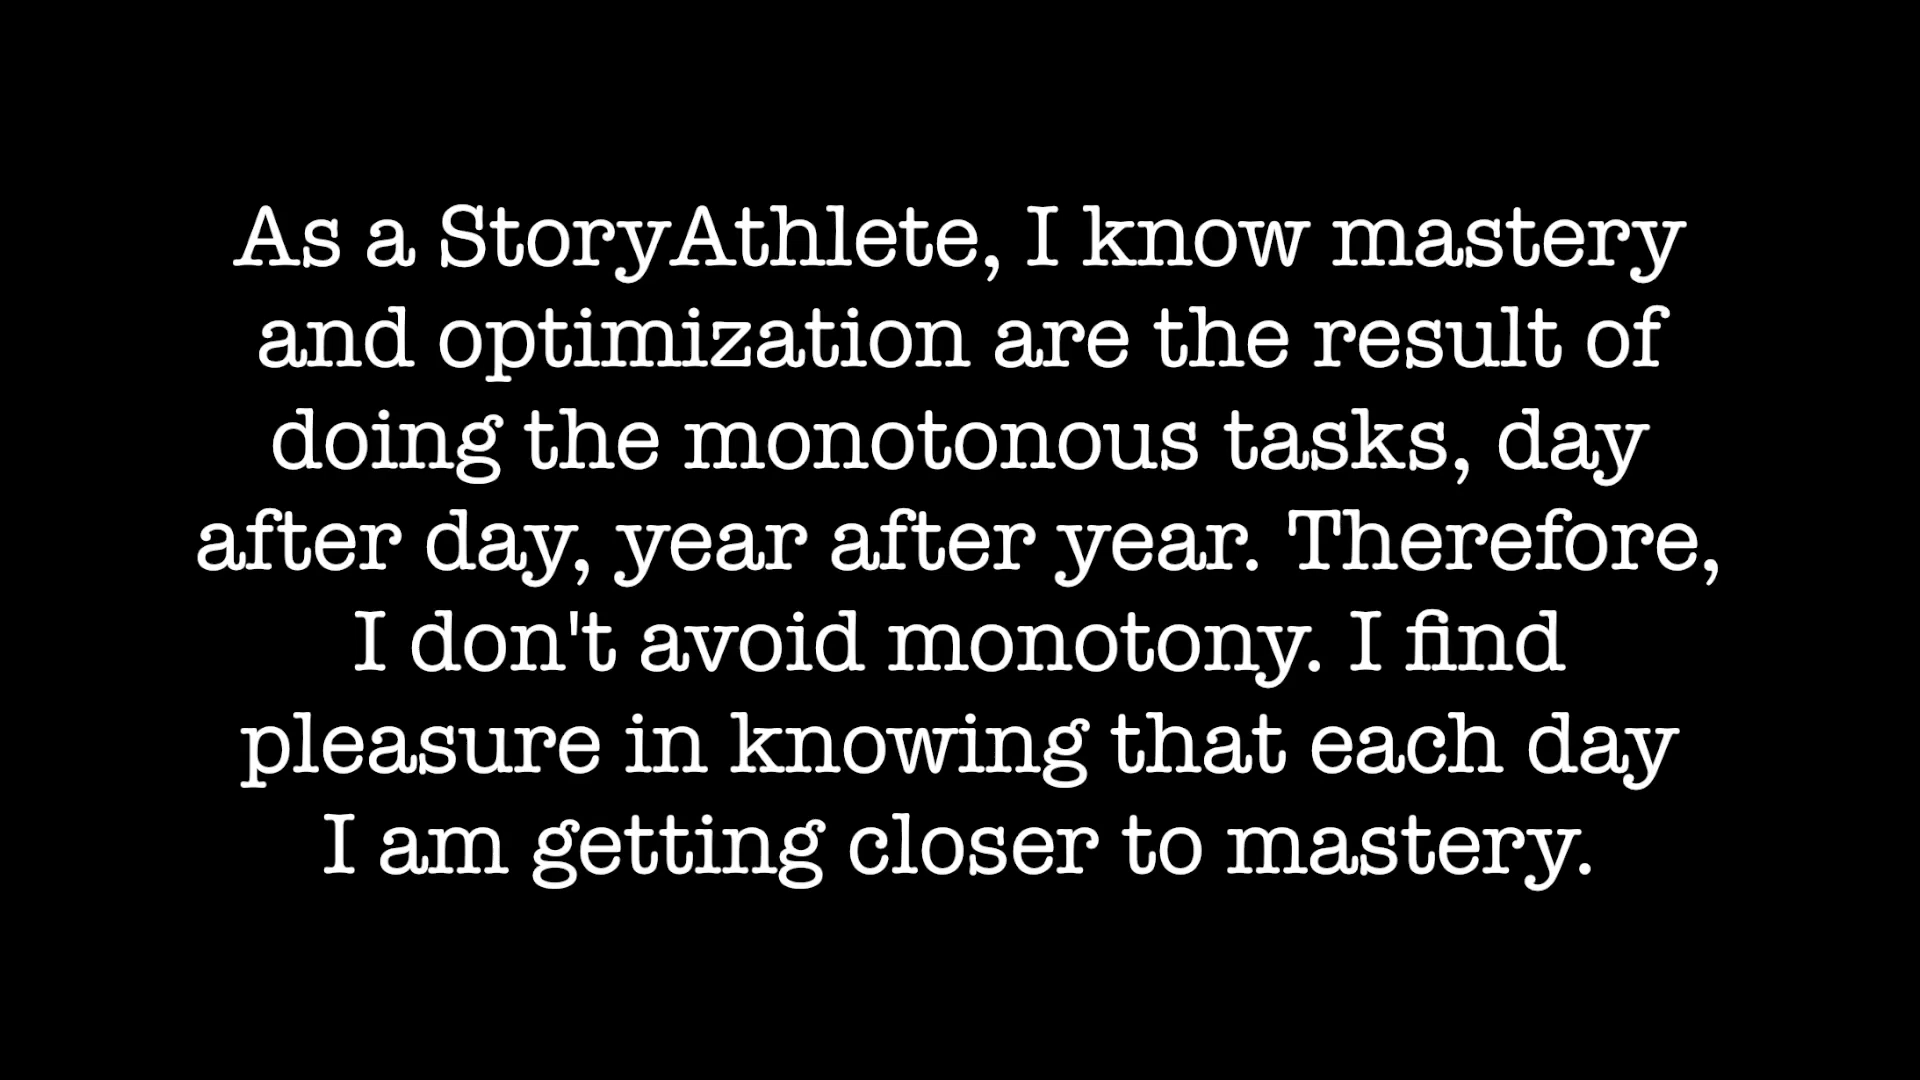 As a StoryAthlete, I know mastery
and optimization are the result of
doing the monotonous tasks, day
after day, year after year. Therefore,
I don't avoid monotony. I find
pleasure in knowing that each day
I am getting closer to mastery.